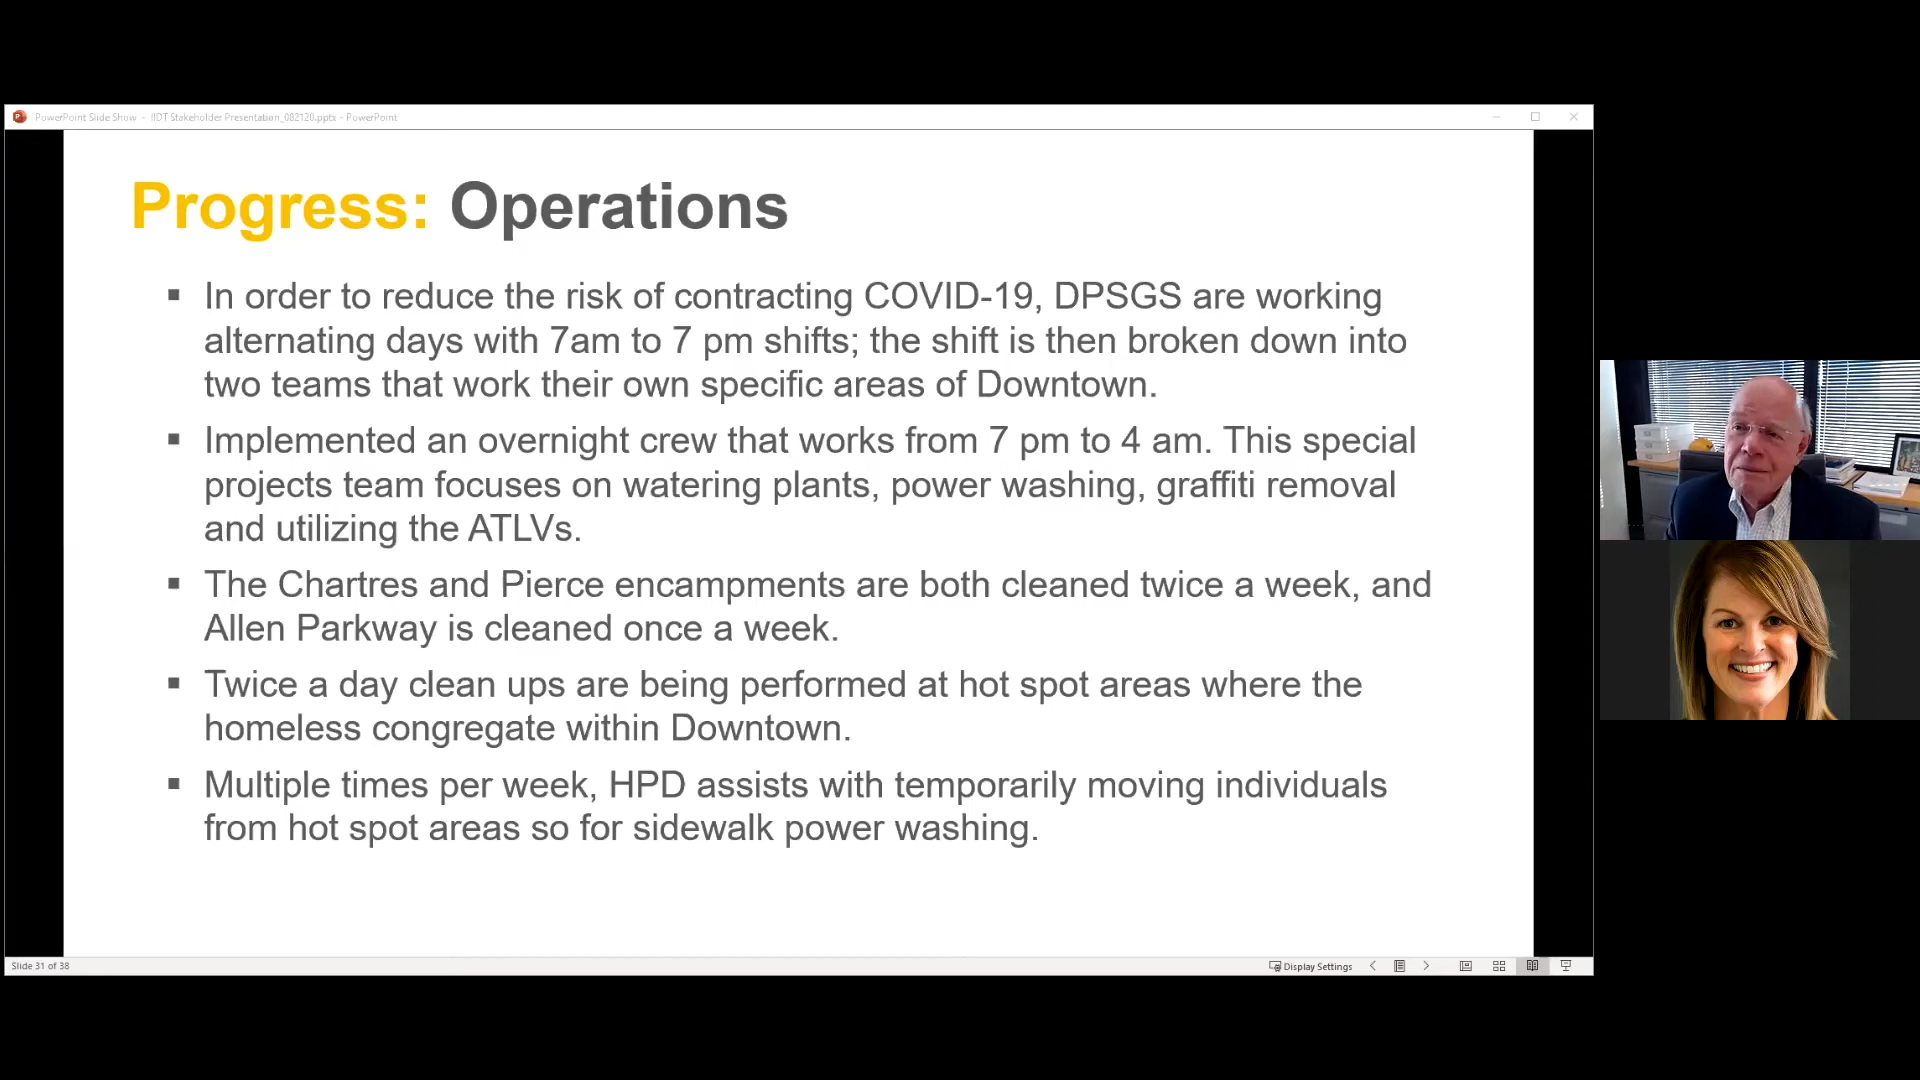 PowerPoint Slide Show - !!DT Stakeholder Presentation_082120.pptx - PowerPoint
Progress: Operations
▪ In order to reduce the risk of contracting COVID-19, DPSGS are working
alternating days with 7am to 7 pm shifts; the shift is then broken down into
two teams that work their own specific areas of Downtown.
▪ Implemented an overnight crew that works from 7 pm to 4 am. This special
projects team focuses on watering plants, power washing, graffiti removal
and utilizing the ATLVs.
▪ The Chartres and Pierce encampments are both cleaned twice a week, and
Allen Parkway is cleaned once a week.
▪ Twice a day clean ups are being performed at hot spot areas where the
homeless congregate within Downtown.
▪ Multiple times per week, HPD assists with temporarily moving individuals
from hot spot areas so for sidewalk power washing.
Slide 31 of 38
Display Settings